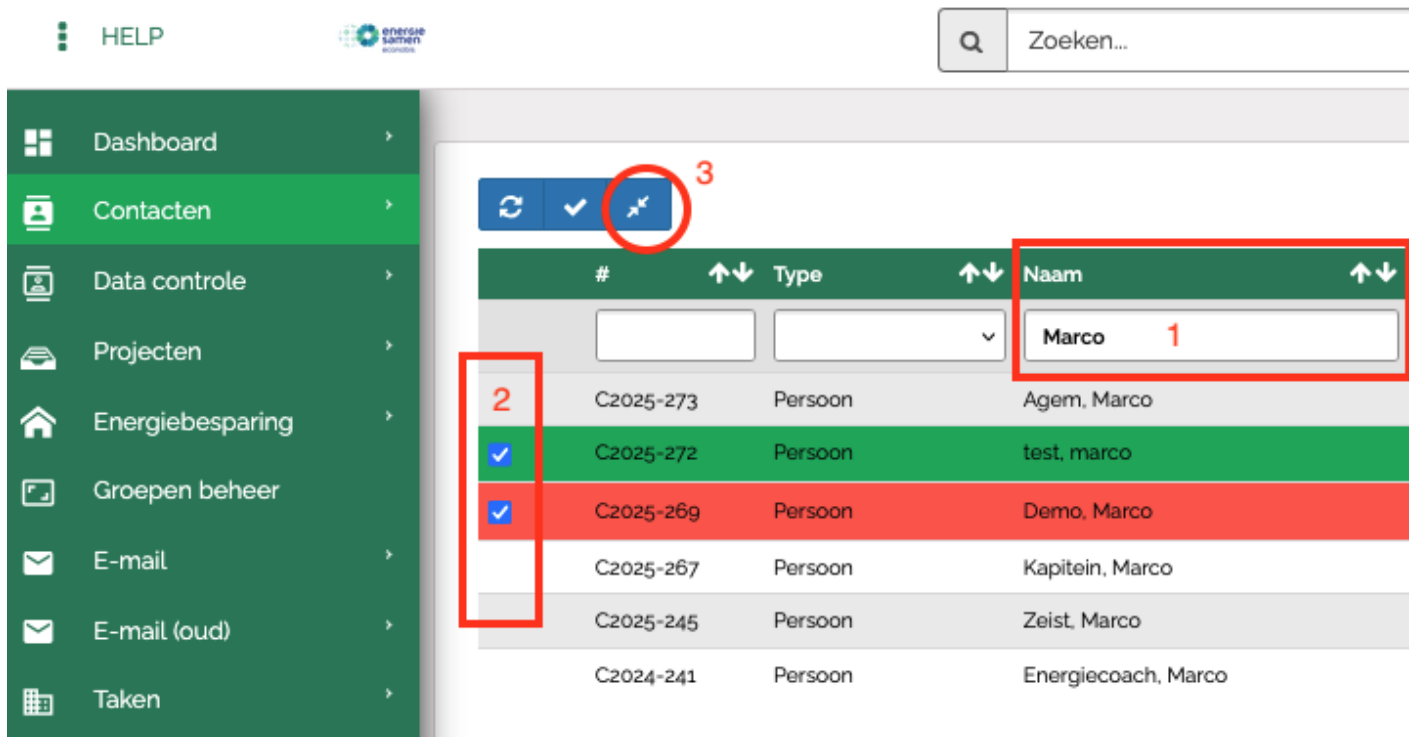 HELP
energie
samen
econobis
Zoeken...
Dashboard
Contacten
Data controle
Projecten
Energiebesparing
Groepen beheer
E-mail
E-mail (oud)
Taken
3
# Type Naam
Marco 1
2 C2025-273 Persoon Agem, Marco
C2025-272 Persoon test, marco
C2025-269 Persoon Demo, Marco
C2025-267 Persoon Kapitein, Marco
C2025-245 Persoon Zeist, Marco
C2024-241 Persoon Energiecoach, Marco